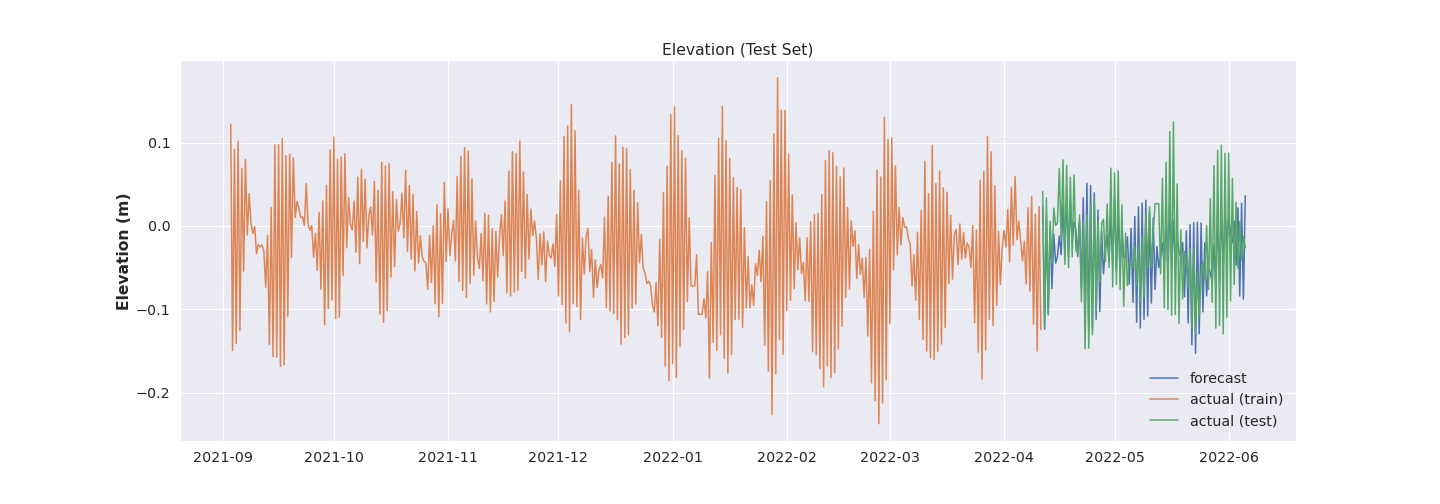 Elevation (Test Set)
Elevation (m)
0.1
0.0
−0.1
−0.2
2021-09 2021-10 2021-11 2021-12 2022-01 2022-02 2022-03 2022-04 2022-05 2022-06
forecast
actual (train)
actual (test)